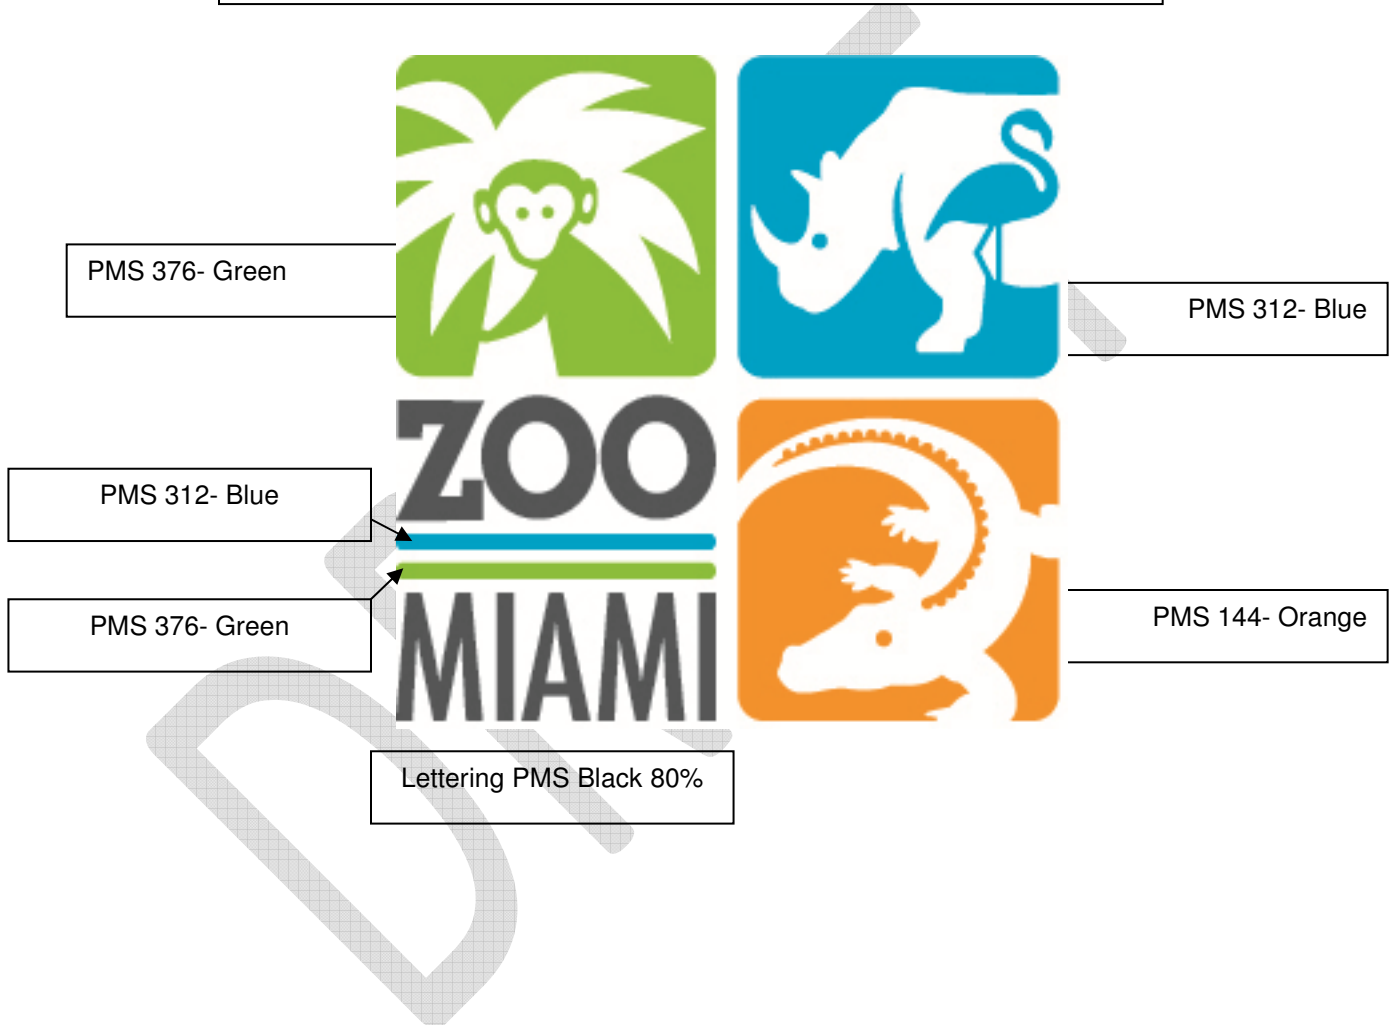 PMS 376- Green
PMS 312- Blue
ZOO
PMS 312- Blue
PMS 376- Green
PMS 144- Orange
MIAMI
Lettering PMS Black 80%